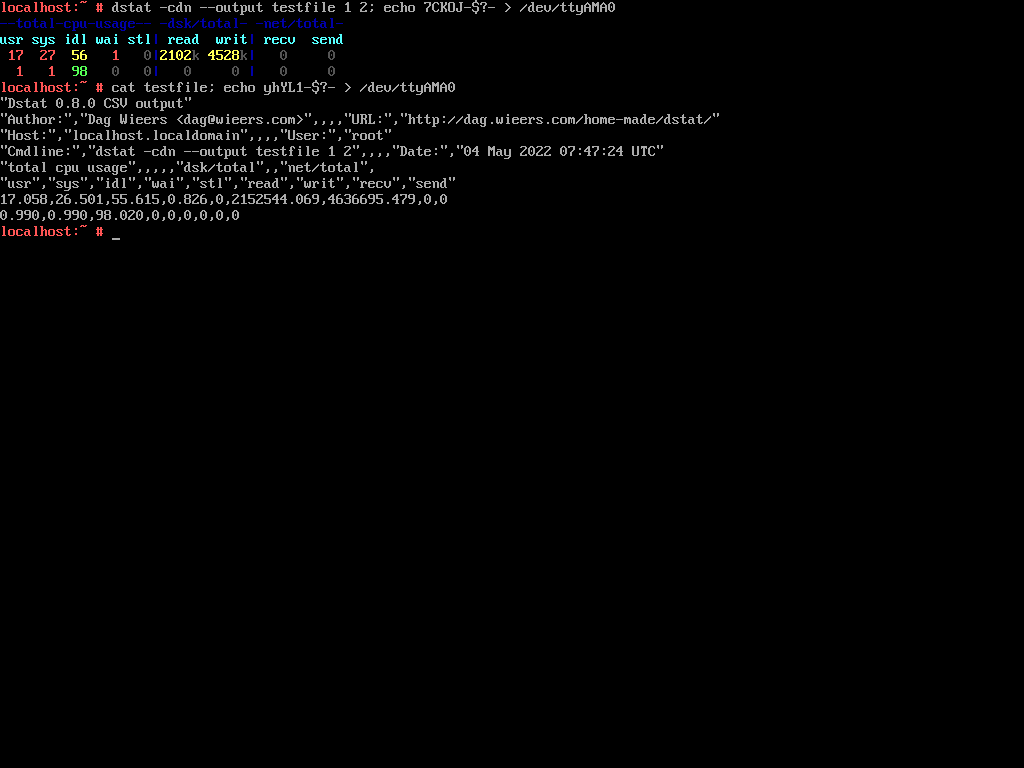 localhost:~ # dstat -cdn --output testfile 1 2; echo 7CKOJ-$?- > /dev/ttyAMA0
--total-cpu-usage-- -dsk/total- -net/total-
usr sys idl wai stl| read  writ| recv  send
 17  27  56   1   0|2102k 4528k|   0     0
  1   1  98   0   0|   0     0 |   0     0
localhost:~ # cat testfile; echo yhYL1-$?- > /dev/ttyAMA0
"Dstat 0.8.0 CSV output"
"Author:","Dag Wieers <dag@wieers.com>",,,,"URL:","http://dag.wieers.com/home-made/dstat/"
"Host:","localhost.localdomain",,,,"User:","root"
"Cmdline:","dstat -cdn --output testfile 1 2",,,,"Date:","04 May 2022 07:47:24 UTC"
"total cpu usage",,,,,"dsk/total",,"net/total",
"usr","sys","idl","wai","stl","read","writ","recv","send"
17.058,26.501,55.615,0.826,0,2152544.069,4636695.479,0,0
0.990,0.990,98.020,0,0,0,0,0,0
localhost:~ # _